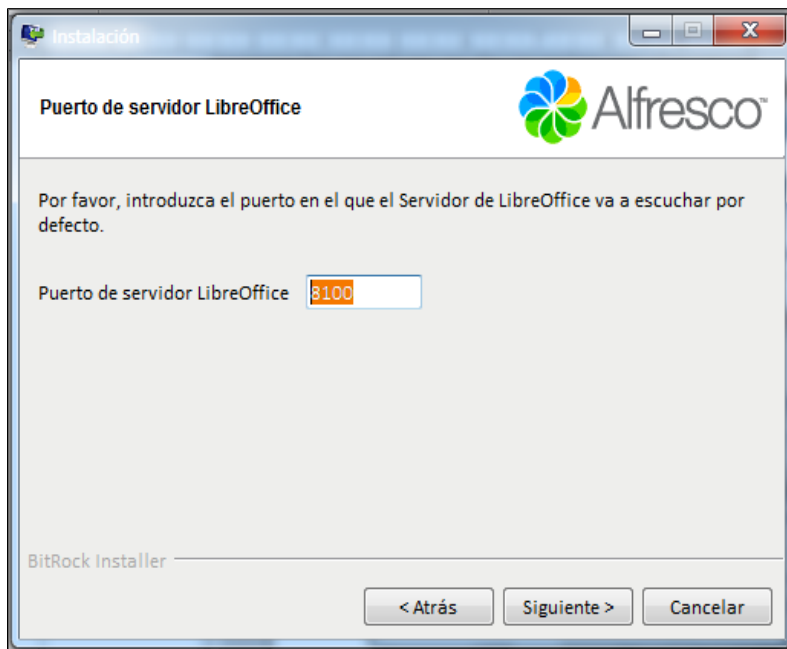 Instalación
Puerto de servidor LibreOffice
Alfresco™
Por favor, introduzca el puerto en el que el Servidor de LibreOffice va a escuchar por
defecto.
Puerto de servidor LibreOffice 8100
BitRock Installer
< Atrás Siguiente > Cancelar